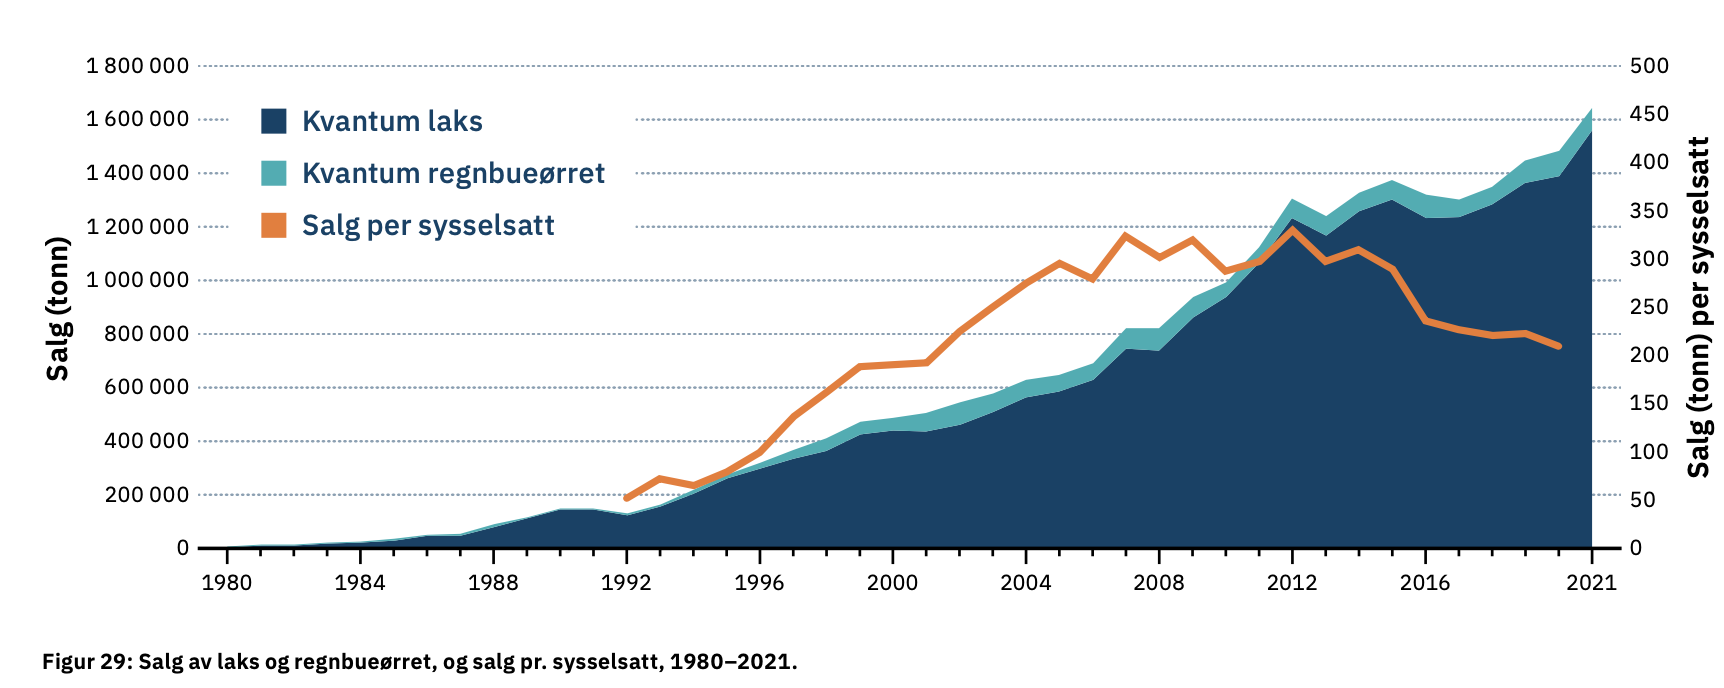 Salg (tonn)
1 800 000
1 600 000
1 400 000
1 200 000
1 000 000
800 000
600 000
400 000
200 000
0
Kvantum laks
Kvantum regnbueørret
Salg per sysselsatt
500
450
400
350
300
250
200
150
100
50
0
Salg (tonn) per sysselsatt
1980 1984 1988 1992 1996 2000 2004 2008 2012 2016 2021
Figur 29: Salg av laks og regnbueørret, og salg pr. sysselsatt, 1980–2021.